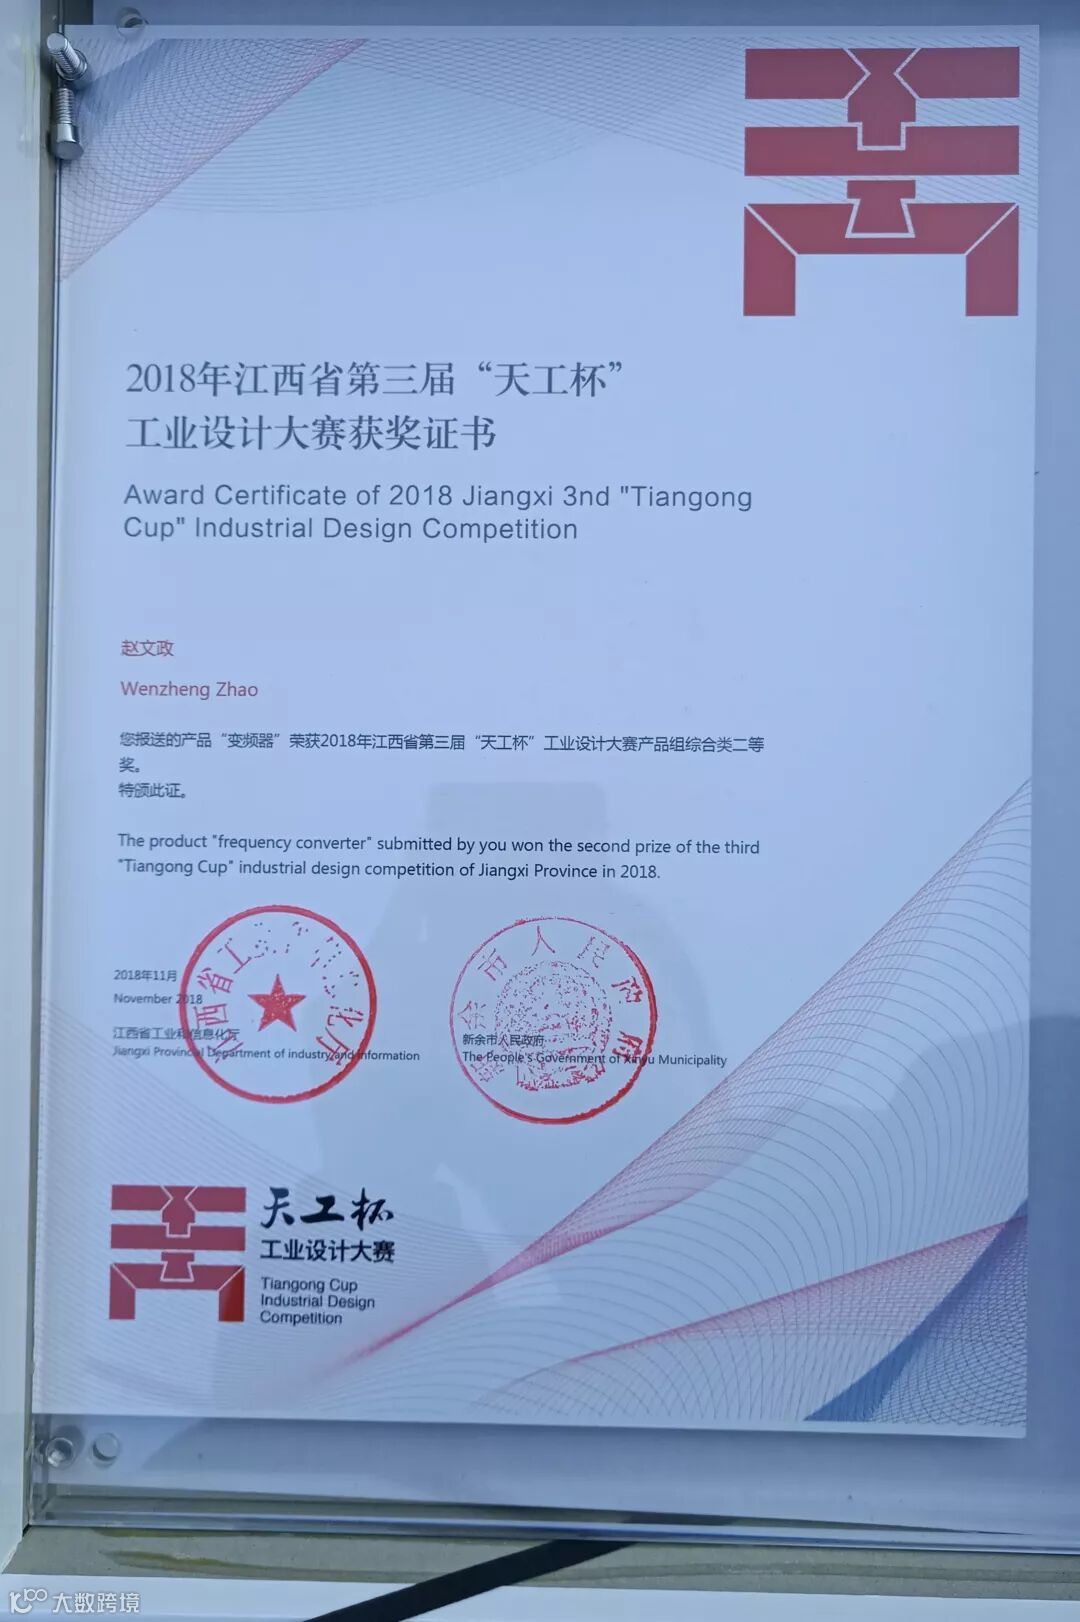 2018年江西省第三届“天工杯”
工业设计大赛获奖证书
Award Certificate of 2018 Jiangxi 3nd "Tiangong
Cup" Industrial Design Competition
赵文政
Wenzheng Zhao
您报送的产品“变频器”荣获2018年江西省第三届“天工杯”工业设计大赛产品组综合类二等
奖。
特颁此证。
The product "frequency converter" submitted by you won the second prize of the third
"Tiangong Cup" industrial design competition of Jiangxi Province in 2018.
2018年11月
November 2018
江西省工业和信息化厅
Jiangxi Provincial Department of industry and information
新余市人民政府
The People's Government of Xinyu Municipality
天工杯
工业设计大赛
Tiangong Cup
Industrial Design
Competition
大数跨境